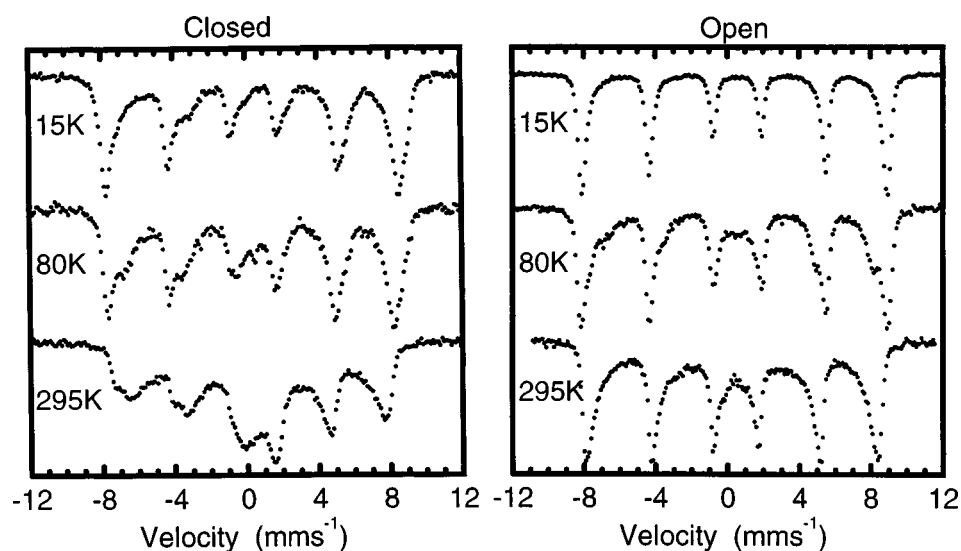 Closed
15K
80K
295K
-12 -8 -4 0 4 8 12
Velocity (mms⁻¹)
Open
15K
80K
295K
-12 -8 -4 0 4 8 12
Velocity (mms⁻¹)